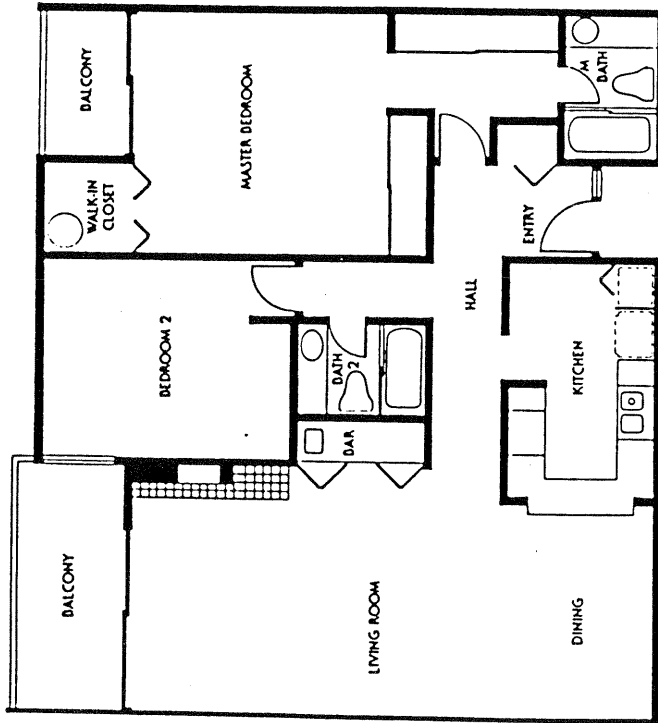 BALCONY
WALK-IN
CLOSET
MASTER BEDROOM
M
BATH
ENTRY
HALL
BEDROOM 2
BATH
2
BAR
KITCHEN
BALCONY
LIVING ROOM
DINING